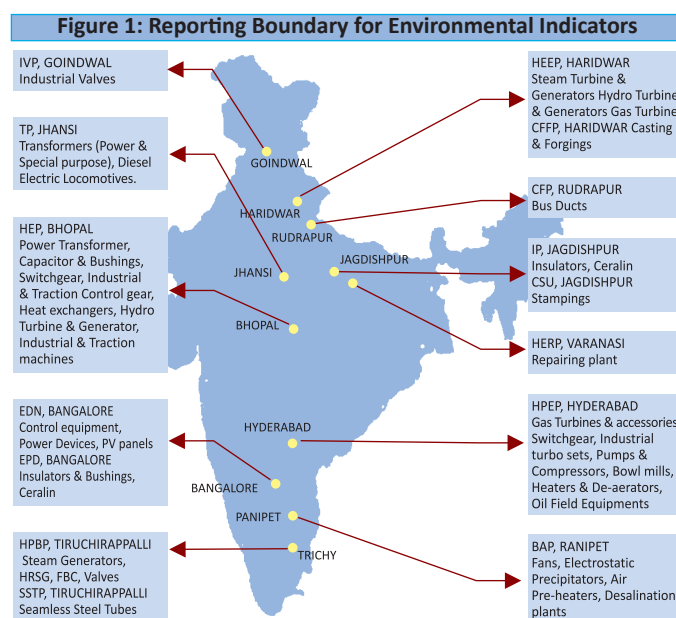 Figure 1: Reporting Boundary for Environmental Indicators
IVP, GOINDWAL
Industrial Valves
TP, JHANSI
Transformers (Power &
Special purpose), Diesel
Electric Locomotives.
HEP, BHOPAL
Power Transformer,
Capacitor & Bushings,
Switchgear, Industrial
& Traction Control gear,
Heat exchangers, Hydro
Turbine & Generator,
Industrial & Traction
machines
EDN, BANGALORE
Control equipment,
Power Devices, PV panels
EPD, BANGALORE
Insulators & Bushings,
Ceralin
HPBP, TIRUCHIRAPPALLI
Steam Generators,
HRSG, FBC, Valves
SSTP, TIRUCHIRAPPALLI
Seamless Steel Tubes
GOINDWAL
HARIDWAR
RUDRAPUR
JAGDISHPUR
JHANSI
BHOPAL
HYDERABAD
BANGALORE
PANIPET
TRICHY
HEEP, HARIDWAR
Steam Turbine &
Generators Hydro Turbine
& Generators Gas Turbine
CFFP, HARIDWAR Casting
& Forgings
CFP, RUDRAPUR
Bus Ducts
IP, JAGDISHPUR
Insulators, Ceralin
CSU, JAGDISHPUR
Stampings
HERP, VARANASI
Repairing plant
HPEP, HYDERABAD
Gas Turbines & accessories
Switchgear, Industrial
turbo sets, Pumps &
Compressors, Bowl mills,
Heaters & De-aerators,
Oil Field Equipments
BAP, RANIPET
Fans, Electrostatic
Precipitators, Air
Pre-heaters, Desalination
plants